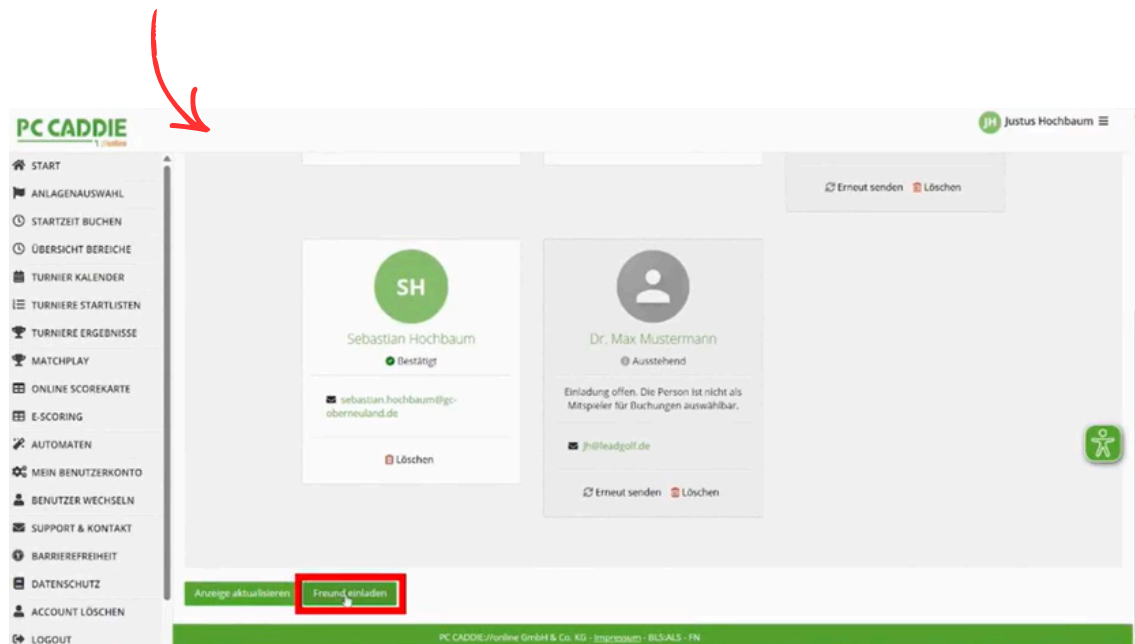 PC CADDIE
://online
JH Justus Hochbaum
START
ANLAGENAUSWAHL
STARTZEIT BUCHEN
ÜBERSICHT BEREICHE
TURNIER KALENDER
TURNIERE STARTLISTEN
TURNIERE ERGEBNISSE
MATCHPLAY
ONLINE SCOREKARTE
E-SCORING
AUTOMATEN
MEIN BENUTZERKONTO
BENUTZER WECHSELN
SUPPORT & KONTAKT
BARRIEREFREIHEIT
DATENSCHUTZ
ACCOUNT LÖSCHEN
LOGOUT
Erneut senden Löschen
SH
Sebastian Hochbaum
Bestätigt
sebastian.hochbaum@gc-
oberneuland.de
Löschen
Dr. Max Mustermann
Ausstehend
Einladung offen. Die Person ist nicht als
Mitspieler für Buchungen auswählbar.
jh@leadgolf.de
Erneut senden Löschen
Anzeige aktualisieren Freund einladen
PC CADDIE://online GmbH & Co. KG - Impressum - BLS:ALS - FN